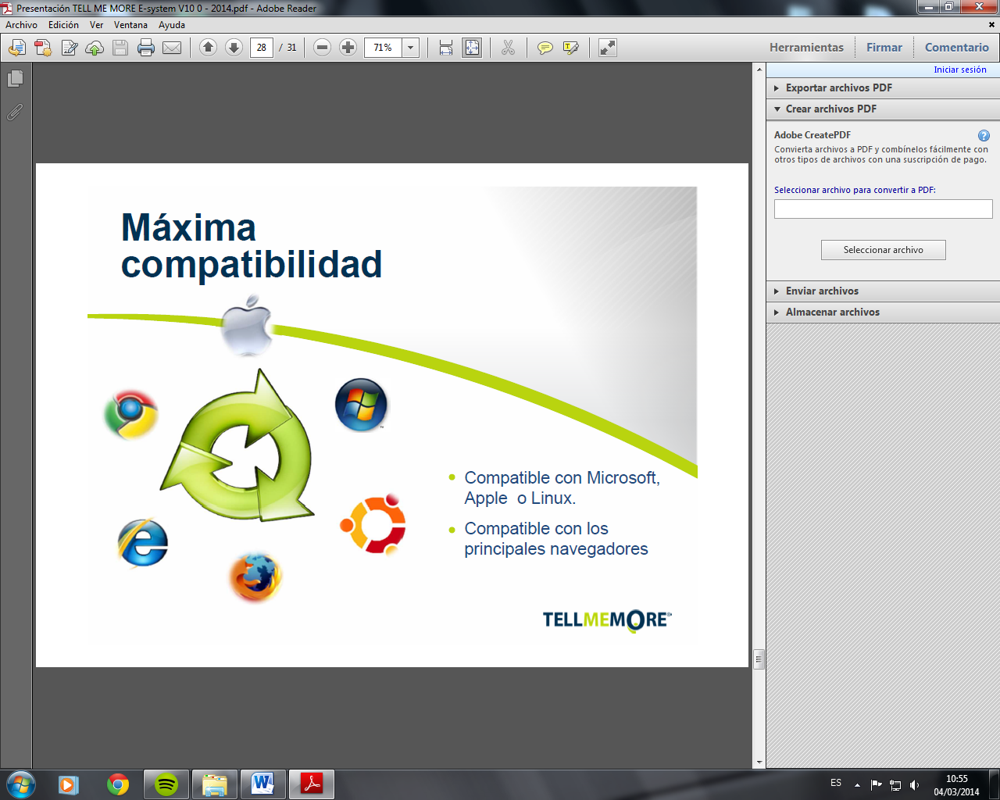 Presentación TELL ME MORE E-system V10 0 - 2014.pdf - Adobe Reader
Archivo Edición Ver Ventana Ayuda
28 / 31 71% Herramientas Firmar Comentario
Iniciar sesión
Exportar archivos PDF
Crear archivos PDF
Adobe CreatePDF
Convierta archivos a PDF y combínelos fácilmente con
otros tipos de archivos con una suscripción de pago.
Seleccionar archivo para convertir a PDF:
Seleccionar archivo
Enviar archivos
Almacenar archivos
Máxima
compatibilidad
Compatible con Microsoft,
Apple o Linux.
Compatible con los
principales navegadores
TELLMEMORE®
ES
10:55
04/03/2014